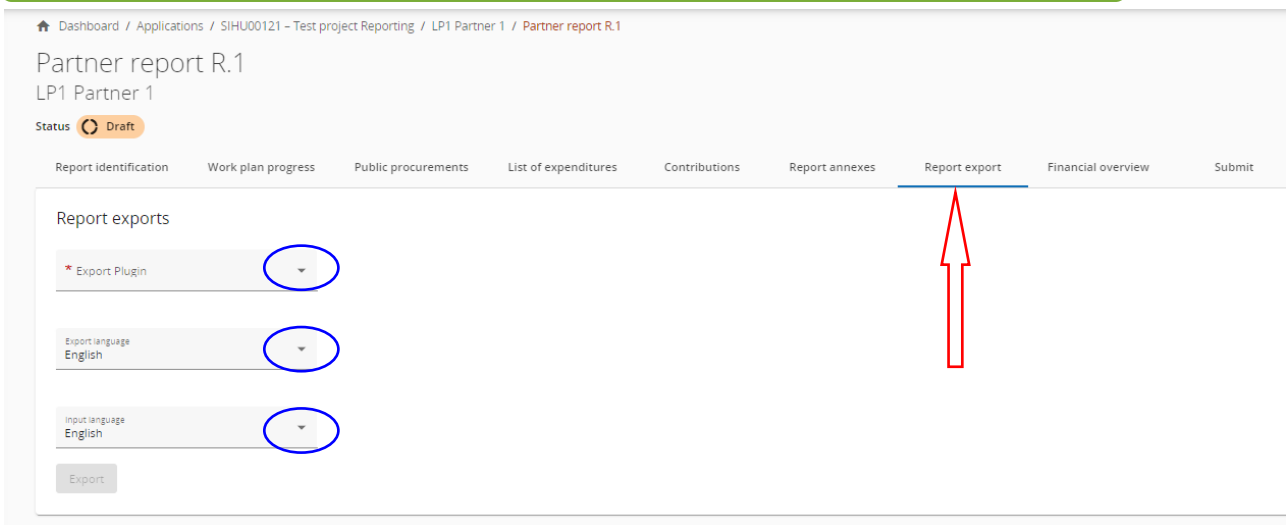 Dashboard / Applications / SIHU00121 – Test project Reporting / LP1 Partner 1 / Partner report R.1
Partner report R.1
LP1 Partner 1
Status Draft
Report identification Work plan progress Public procurements List of expenditures Contributions Report annexes Report export Financial overview Submit
Report exports
* Export Plugin
Export language
English
Input language
English
Export